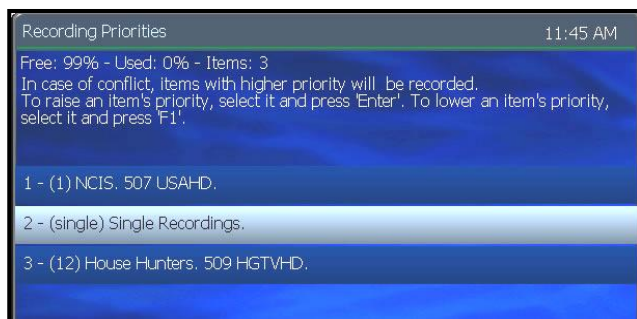 Recording Priorities 11:45 AM
Free: 99% - Used: 0% - Items: 3
In case of conflict, items with higher priority will be recorded.
To raise an item's priority, select it and press 'Enter'. To lower an item's priority,
select it and press 'F1'.
1 - (1) NCIS. 507 USAHD.
2 - (single) Single Recordings.
3 - (12) House Hunters. 509 HGTVHD.